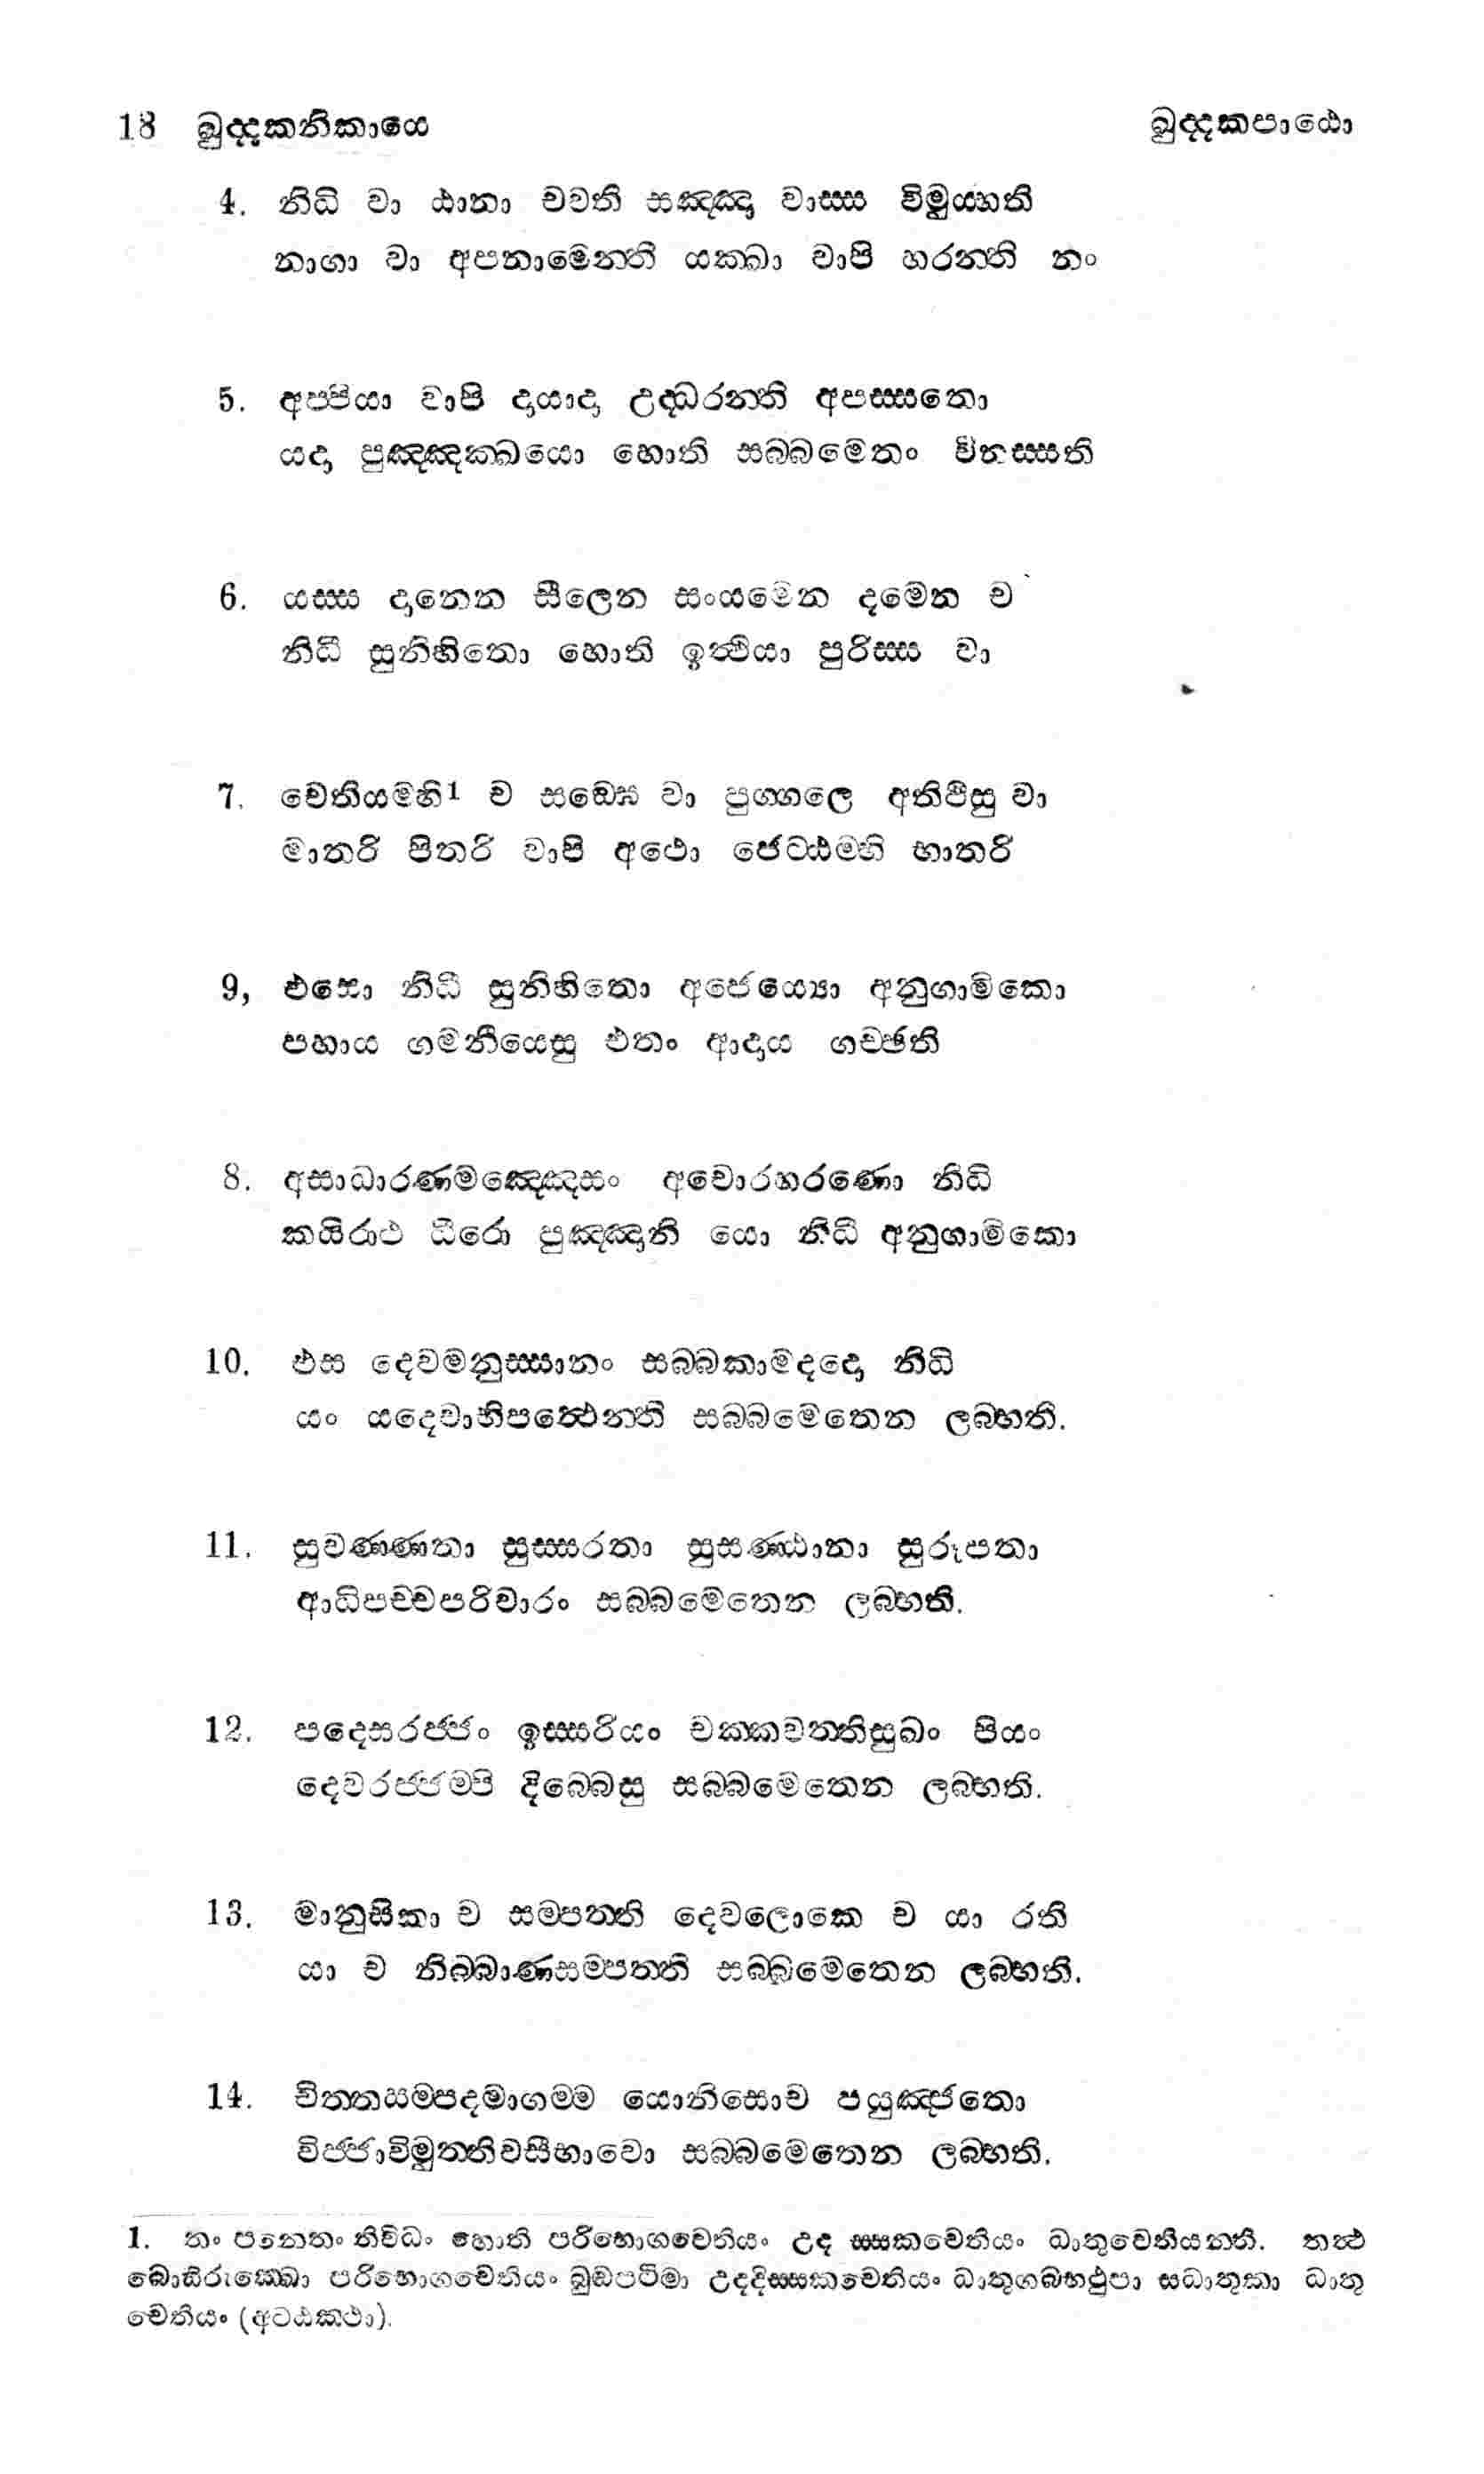 18 ඛුද්දකනිකායෙ ඛුද්දකපාඨො
4. නිධි වා ඨානා චවති සඤ්ඤා වාස්ස විමුය්හති
නාගා වා අපනාමෙන්ති යක්ඛා වාපි හරන්ති නං
5. අප්පියා වාපි දායාදා උද්ධරන්ති අපස්සතො
යදා පුඤ්ඤක්ඛයො හොති සබ්බමෙතං විනස්සති
6. යස්ස දානෙන සීලෙන සංයමෙන දමෙන ච
නිධී සුනිහිතො හොති ඉත්ථියා පුරිස්ස වා
7. චෙතියම්හි1 ච සඞ්ඝෙ වා පුග්ගලෙ අතිථිසු වා
මාතරි පිතරි වාපි අථො ජෙට්ඨම්හි භාතරි
9, එසො නිධි සුනිහිතො අජෙය්‍යො අනුගාමිකො
පහාය ගමනීයෙසු එතං ආදාය ගච්ඡති
8. අසාධාරණමඤ්ඤෙසං අචොරහරණො නිධි
කයිරාථ ධීරො පුඤ්ඤානි යො නිධි අනුගාමිකො
10. එස දෙවමනුස්සානං සබ්බකාමදදො නිධි
යං යදෙවාභිපත්ථෙන්ති සබ්බමෙතෙන ලබ්භති.
11. සුවණ්ණතා සුස්සරතා සුසණ්ඨානා සුරූපතා
ආධිපච්චපරිවාරං සබ්බමෙතෙන ලබ්භති.
12. පදෙසරජ්ජං ඉස්සරියං චක්කවත්තිසුඛං පියං
දෙවරජ්ජම්පි දිබ්බෙසු සබ්බමෙතෙන ලබ්භති.
13. මානුසිකා ච සම්පත්ති දෙවලොකෙ ච යා රති
යා ච නිබ්බාණසම්පත්ති සබ්බමෙතෙන ලබ්භති.
14. චිත්තසම්පදමාගම්ම යොනිසොච පයුඤ්ජතො
විජ්ජාවිමුත්තිවසීභාවො සබ්බමෙතෙන ලබ්භති.
1. තං පනෙතං තිවිධං හොති පරිභොගචෙතියං උද ස්සකචෙතියං ධාතුචෙතියන්ති. තත්ථ
බොධිරුක්ඛො පරිභොගචෙතියං බුද්ධපටිමා උද්දිස්සකචෙතියං ධාතුගබ්භථූපා සධාතුකා ධාතු
චෙතියං (අට්ඨකථා).